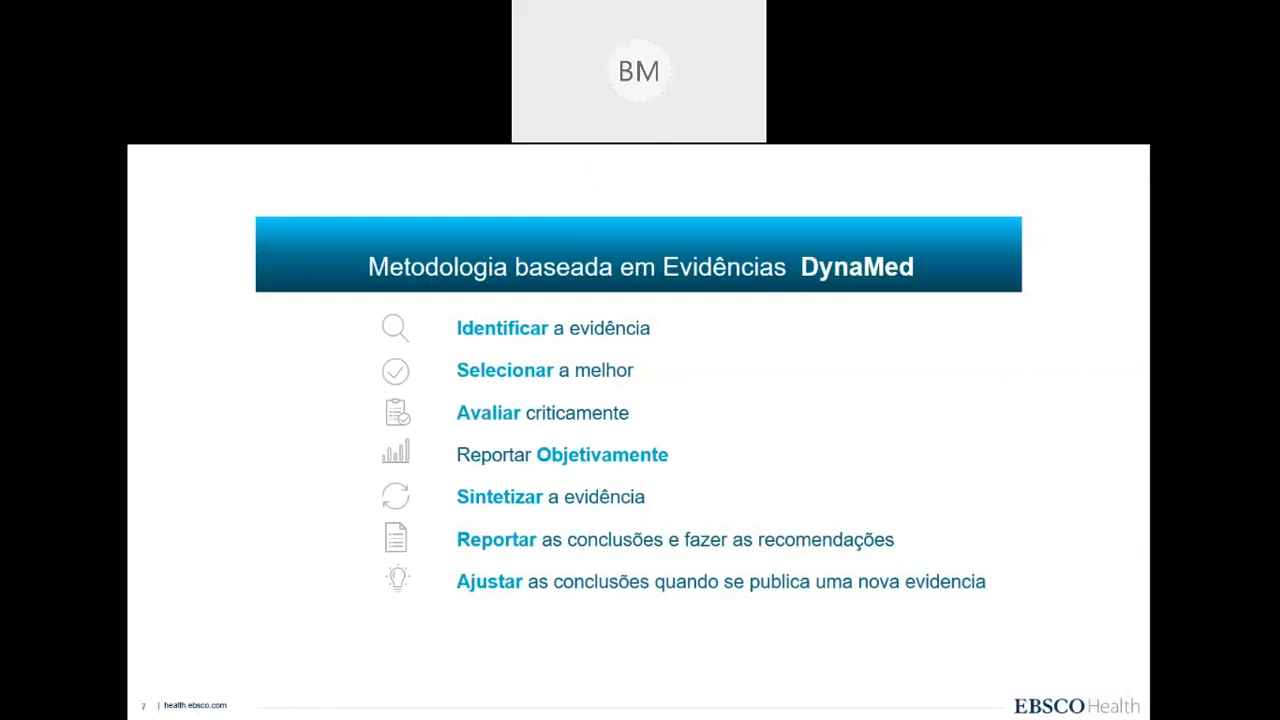 BM
Metodologia baseada em Evidências DynaMed
Identificar a evidência
Selecionar a melhor
Avaliar criticamente
Reportar Objetivamente
Sintetizar a evidência
Reportar as conclusões e fazer as recomendações
Ajustar as conclusões quando se publica uma nova evidencia
7 | health.ebsco.com
EBSCO Health